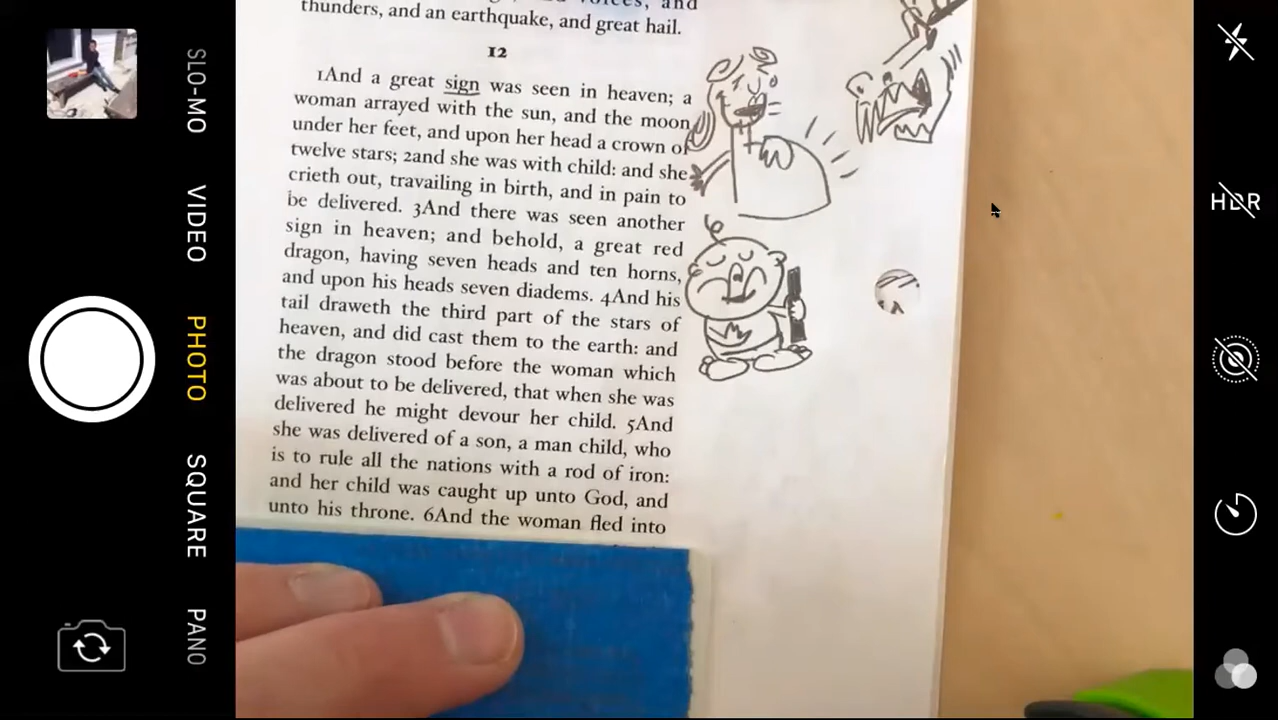 voices, and
thunders, and an earthquake, and great hail.
12
1And a great sign was seen in heaven; a
woman arrayed with the sun, and the moon
under her feet, and upon her head a crown of
twelve stars; 2and she was with child: and she
crieth out, travailing in birth, and in pain to
be delivered. 3And there was seen another
sign in heaven; and behold, a great red
dragon, having seven heads and ten horns,
and upon his heads seven diadems. 4And his
tail draweth the third part of the stars of
heaven, and did cast them to the earth: and
the dragon stood before the woman which
was about to be delivered, that when she was
delivered he might devour her child. 5And
she was delivered of a son, a man child, who
is to rule all the nations with a rod of iron:
and her child was caught up unto God, and
unto his throne. 6And the woman fled into
SLO-MO
VIDEO
PHOTO
SQUARE
PANO
HDR